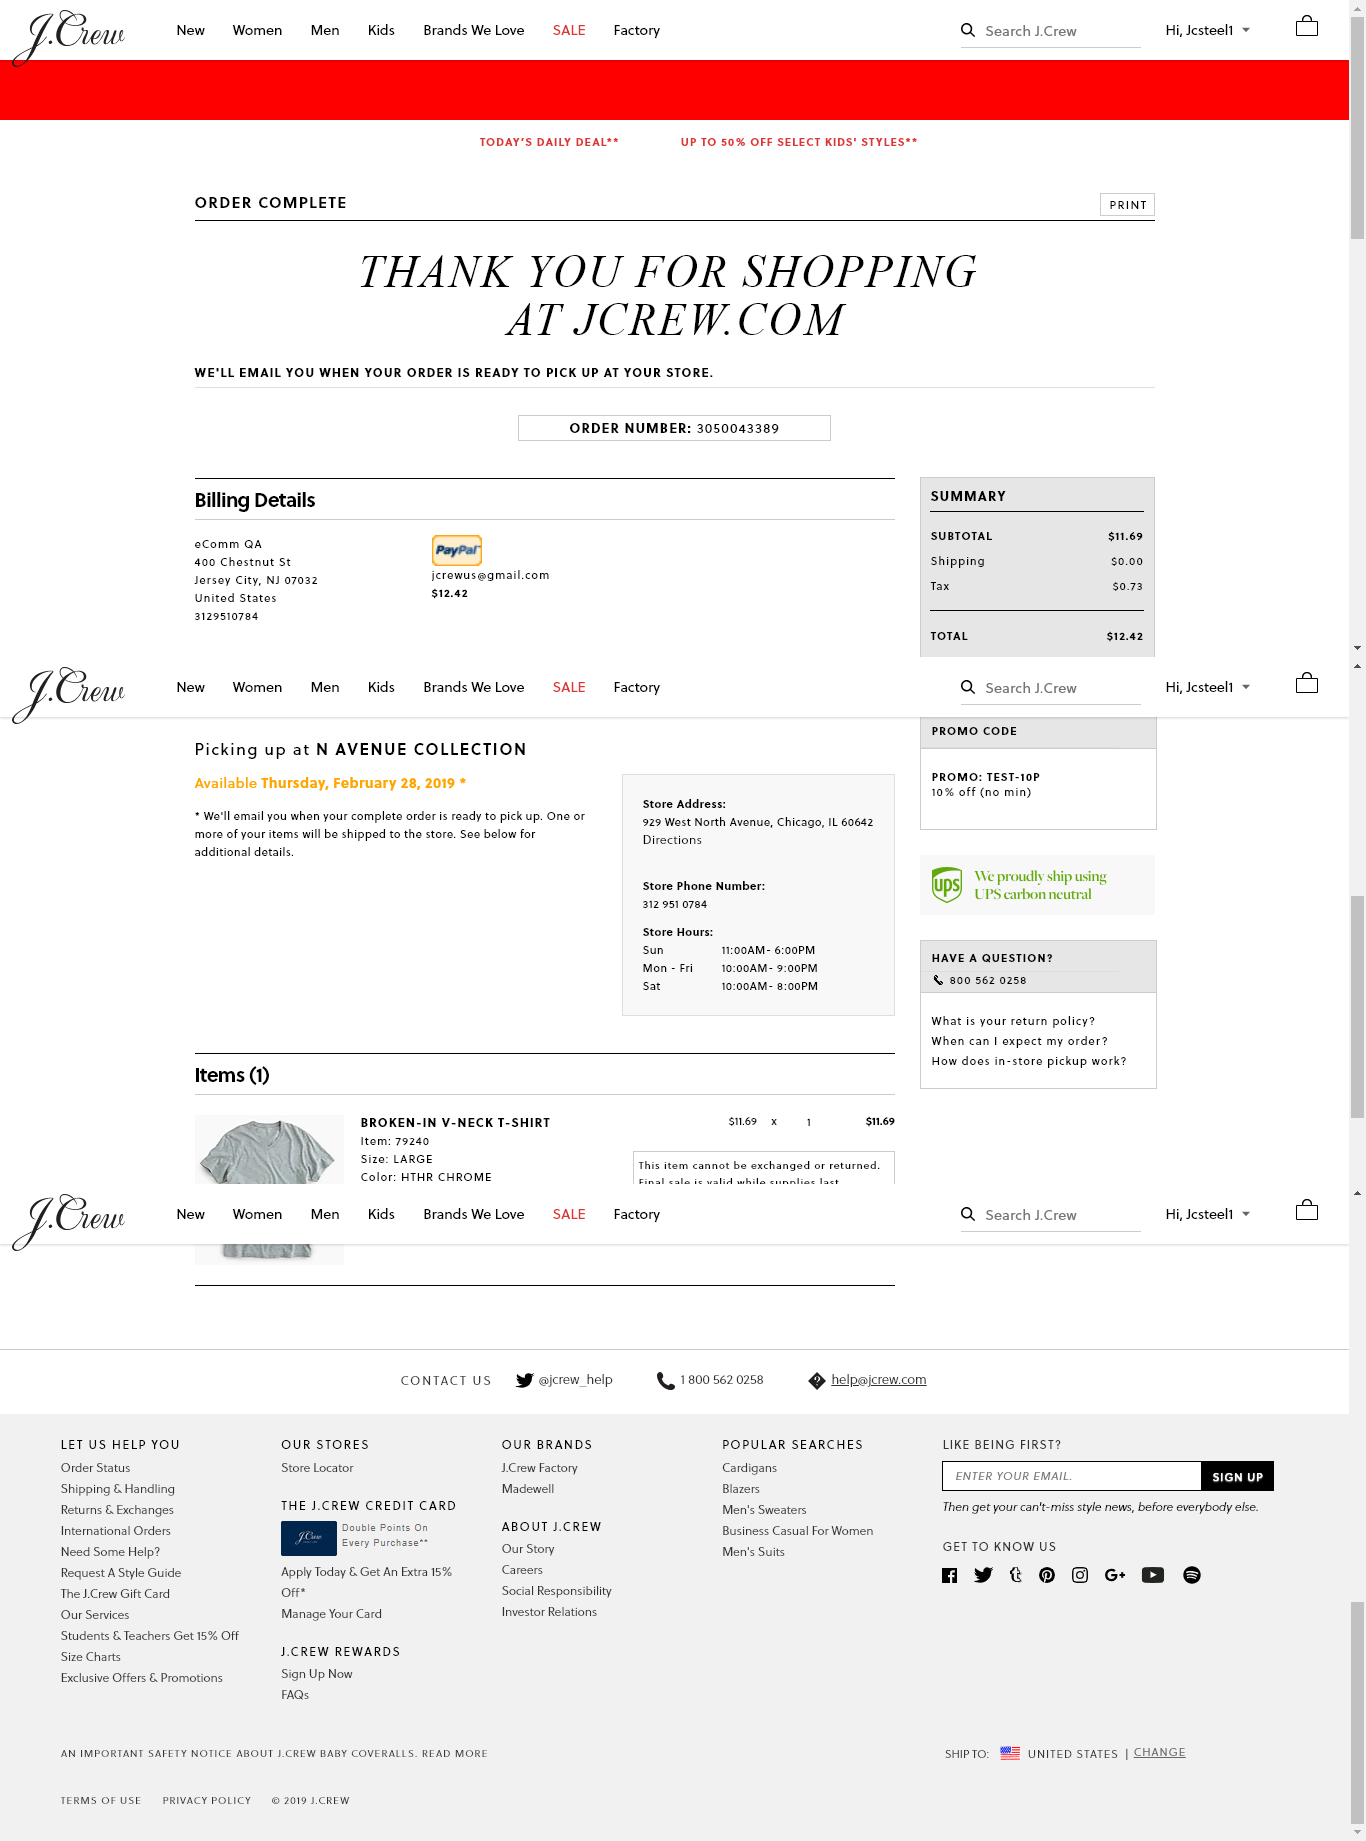 J.Crew
New Women Men Kids Brands We Love SALE Factory
Search J.Crew
Hi, Jcsteel1
TODAY'S DAILY DEAL** UP TO 50% OFF SELECT KIDS' STYLES**
ORDER COMPLETE
PRINT
THANK YOU FOR SHOPPING
AT JCREW.COM
WE'LL EMAIL YOU WHEN YOUR ORDER IS READY TO PICK UP AT YOUR STORE.
ORDER NUMBER: 3050043389
Billing Details
eComm QA
400 Chestnut St
Jersey City, NJ 07032
United States
3129510784
PayPal
jcrewus@gmail.com
$12.42
SUMMARY
SUBTOTAL $11.69
Shipping $0.00
Tax $0.73
TOTAL $12.42
J.Crew
New Women Men Kids Brands We Love SALE Factory
Search J.Crew
Hi, Jcsteel1
Picking up at N AVENUE COLLECTION
Available Thursday, February 28, 2019 *
* We'll email you when your complete order is ready to pick up. One or
more of your items will be shipped to the store. See below for
additional details.
Store Address:
929 West North Avenue, Chicago, IL 60642
Directions
Store Phone Number:
312 951 0784
Store Hours:
Sun 11:00AM- 6:00PM
Mon - Fri 10:00AM- 9:00PM
Sat 10:00AM- 8:00PM
PROMO CODE
PROMO: TEST-10P
10% off (no min)
ups
We proudly ship using
UPS carbon neutral
HAVE A QUESTION?
800 562 0258
What is your return policy?
When can I expect my order?
How does in-store pickup work?
Items (1)
BROKEN-IN V-NECK T-SHIRT
Item: 79240
Size: LARGE
Color: HTHR CHROME
$11.69 x 1 $11.69
This item cannot be exchanged or returned.
Final sale is valid while supplies last
J.Crew
New Women Men Kids Brands We Love SALE Factory
Search J.Crew
Hi, Jcsteel1
CONTACT US @jcrew_help 1 800 562 0258 help@jcrew.com
LET US HELP YOU
Order Status
Shipping & Handling
Returns & Exchanges
International Orders
Need Some Help?
Request A Style Guide
The J.Crew Gift Card
Our Services
Students & Teachers Get 15% Off
Size Charts
Exclusive Offers & Promotions
OUR STORES
Store Locator
THE J.CREW CREDIT CARD
J.Crew
Double Points On
Every Purchase**
Apply Today & Get An Extra 15%
Off*
Manage Your Card
J.CREW REWARDS
Sign Up Now
FAQs
OUR BRANDS
J.Crew Factory
Madewell
ABOUT J.CREW
Our Story
Careers
Social Responsibility
Investor Relations
POPULAR SEARCHES
Cardigans
Blazers
Men's Sweaters
Business Casual For Women
Men's Suits
LIKE BEING FIRST?
ENTER YOUR EMAIL.
SIGN UP
Then get your can't-miss style news, before everybody else.
GET TO KNOW US
AN IMPORTANT SAFETY NOTICE ABOUT J.CREW BABY COVERALLS. READ MORE
SHIP TO: UNITED STATES | CHANGE
TERMS OF USE PRIVACY POLICY © 2019 J.CREW